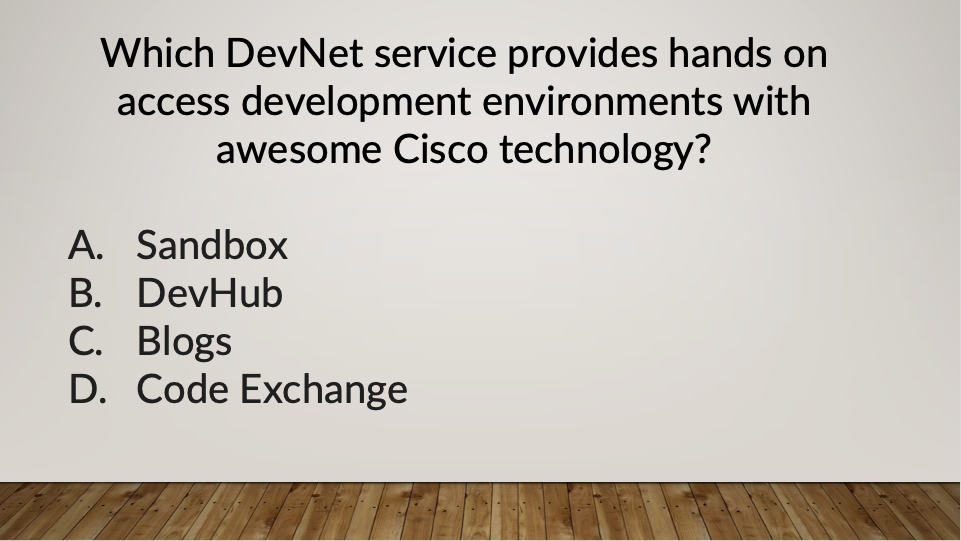 Which DevNet service provides hands on
access development environments with
awesome Cisco technology?
A. Sandbox
B. DevHub
C. Blogs
D. Code Exchange